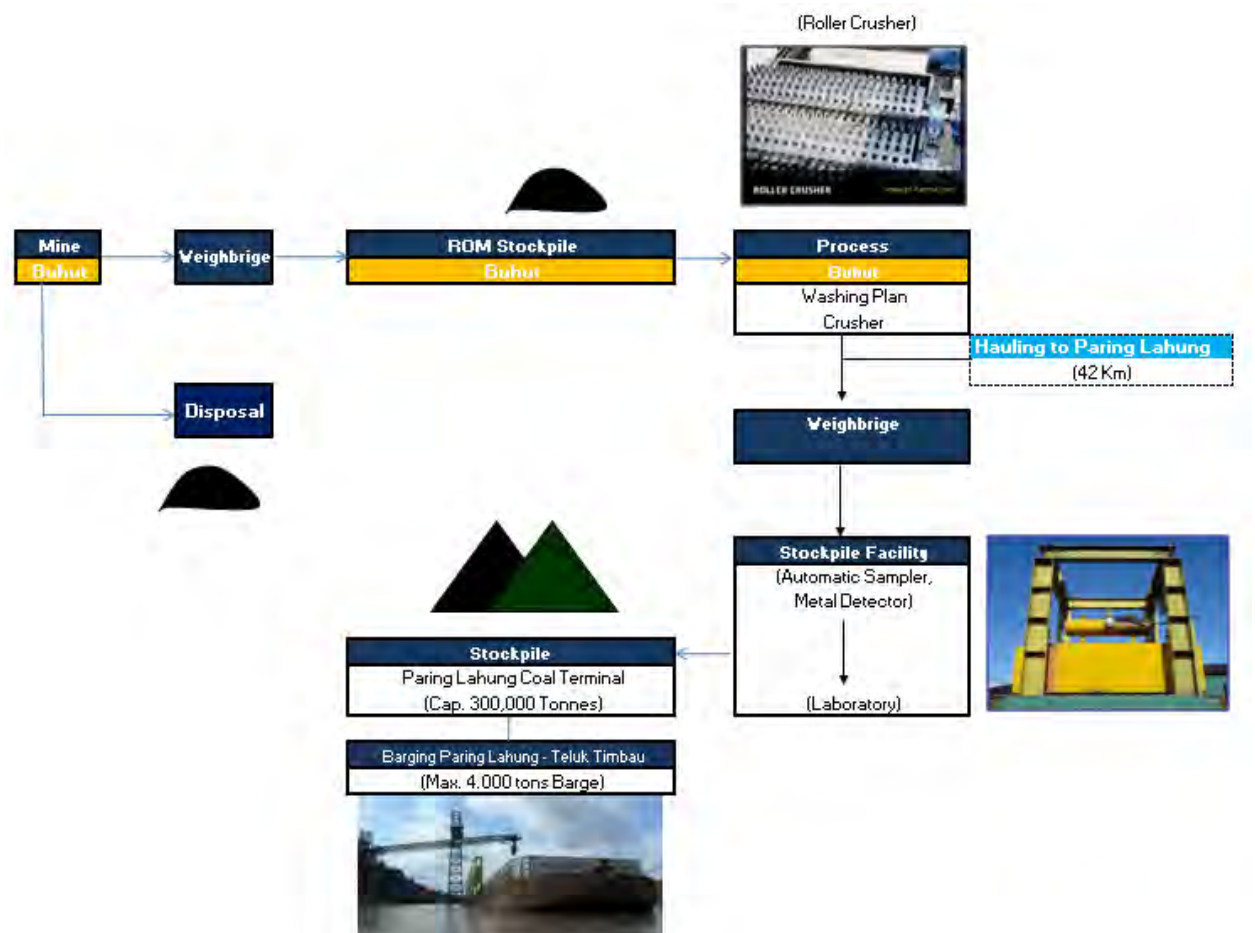 (Roller Crusher)
ROLLER CRUSHER
Mine
Buhut
Weighbrige
ROM Stockpile
Buhut
Process
Buhut
Washing Plan
Crusher
Hauling to Paring Lahung
(42 Km)
Disposal
Weighbrige
Stockpile Facility
(Automatic Sampler,
Metal Detector)
(Laboratory)
Stockpile
Paring Lahung Coal Terminal
(Cap. 300,000 Tonnes)
Barging Paring Lahung - Teluk Timbau
(Max. 4.000 tons Barge)